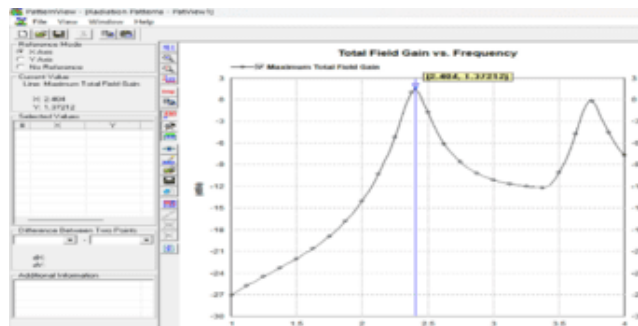 PatternView - [Radiation Patterns - PatView1]
File View Window Help
Reference Mode
X Axis
Y Axis
No Reference
Current Value
Line: Maximum Total Field Gain
X: 2.404
Y: 1.37212
Selected Values
# X Y
Difference Between Two Points
-
dX:
dY:
Additional Information
Total Field Gain vs. Frequency
Maximum Total Field Gain
(2.404, 1.37212)
3
0
-3
-6
-9
-12
-15
-18
-21
-24
-27
-30
1 1.5 2 2.5 3 3.5 4